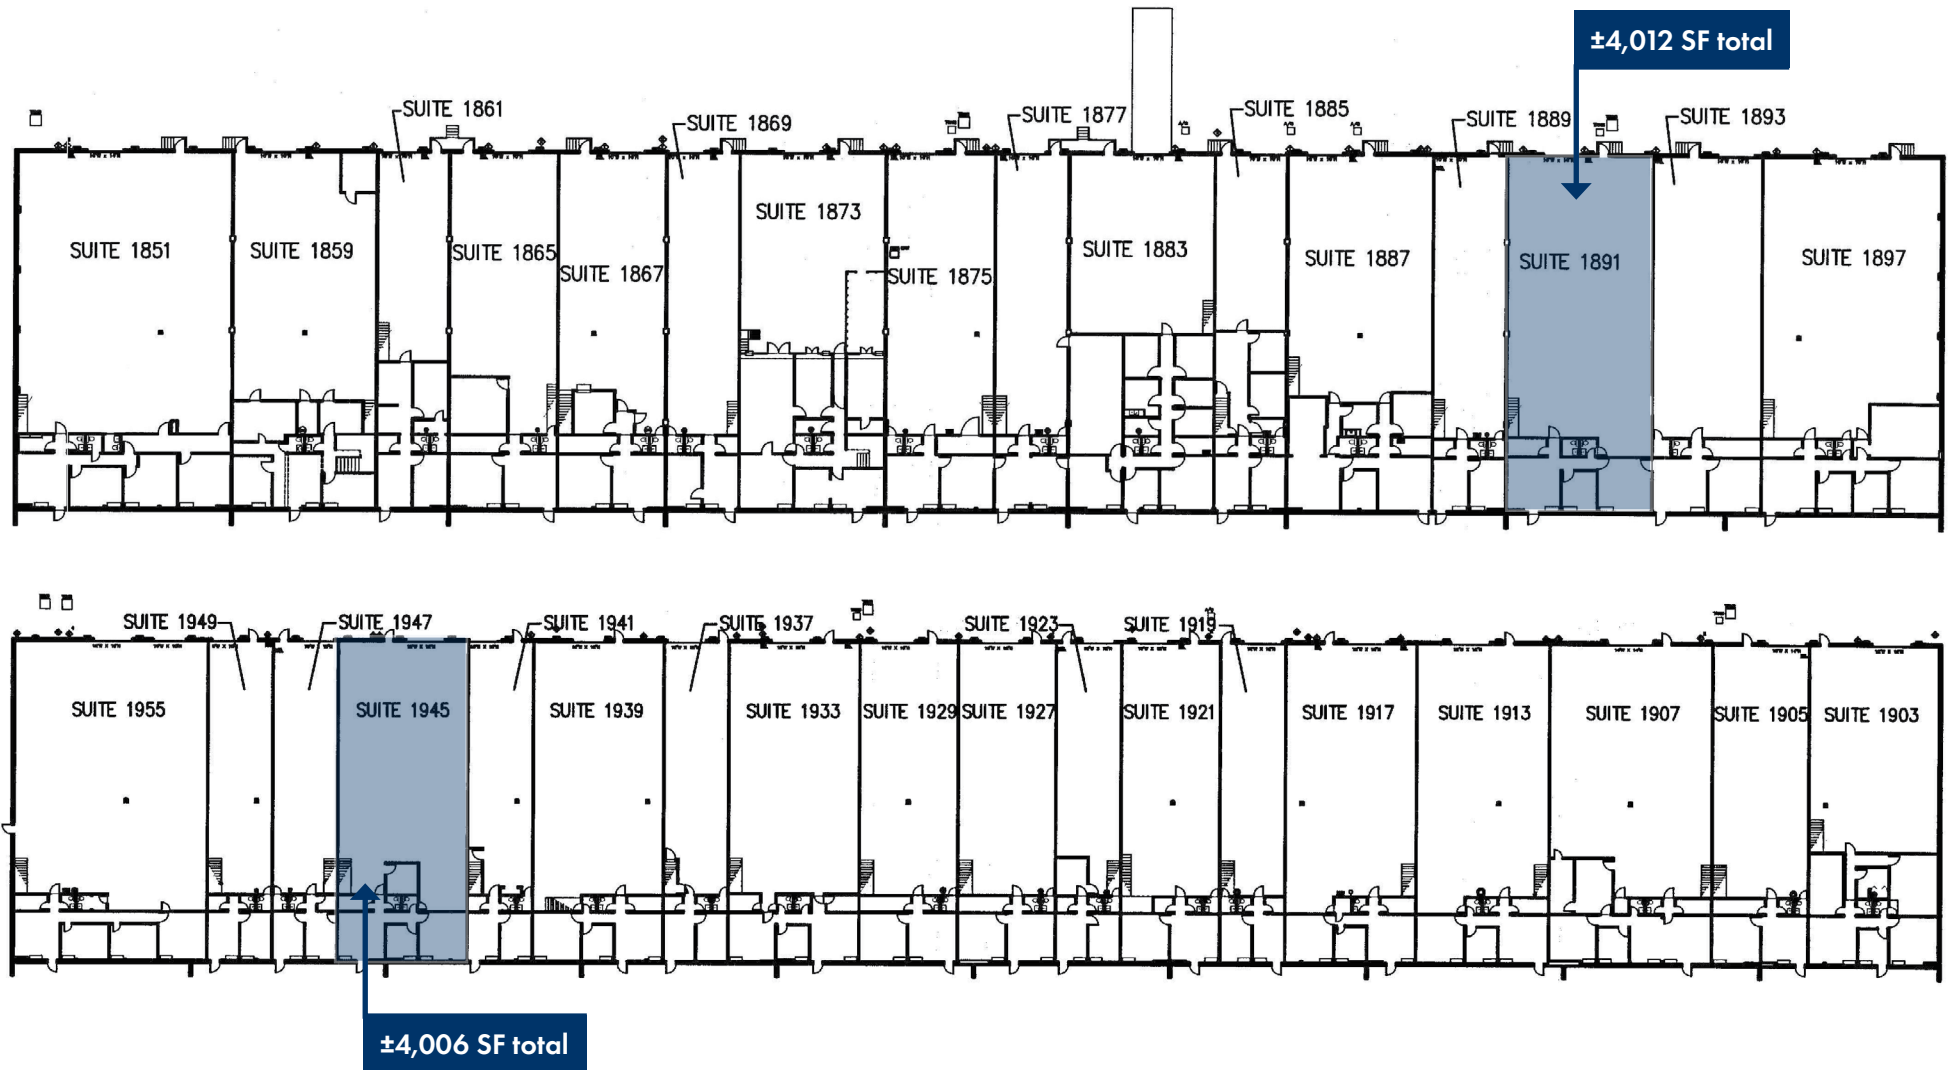 ±4,012 SF total
SUITE 1861
SUITE 1869
SUITE 1877
SUITE 1885
SUITE 1889
SUITE 1893
SUITE 1851
SUITE 1859
SUITE 1865
SUITE 1867
SUITE 1873
SUITE 1875
SUITE 1883
SUITE 1887
SUITE 1891
SUITE 1897
SUITE 1949
SUITE 1947
SUITE 1941
SUITE 1937
SUITE 1923
SUITE 1919
SUITE 1955
SUITE 1945
SUITE 1939
SUITE 1933
SUITE 1929
SUITE 1927
SUITE 1921
SUITE 1917
SUITE 1913
SUITE 1907
SUITE 1905
SUITE 1903
±4,006 SF total